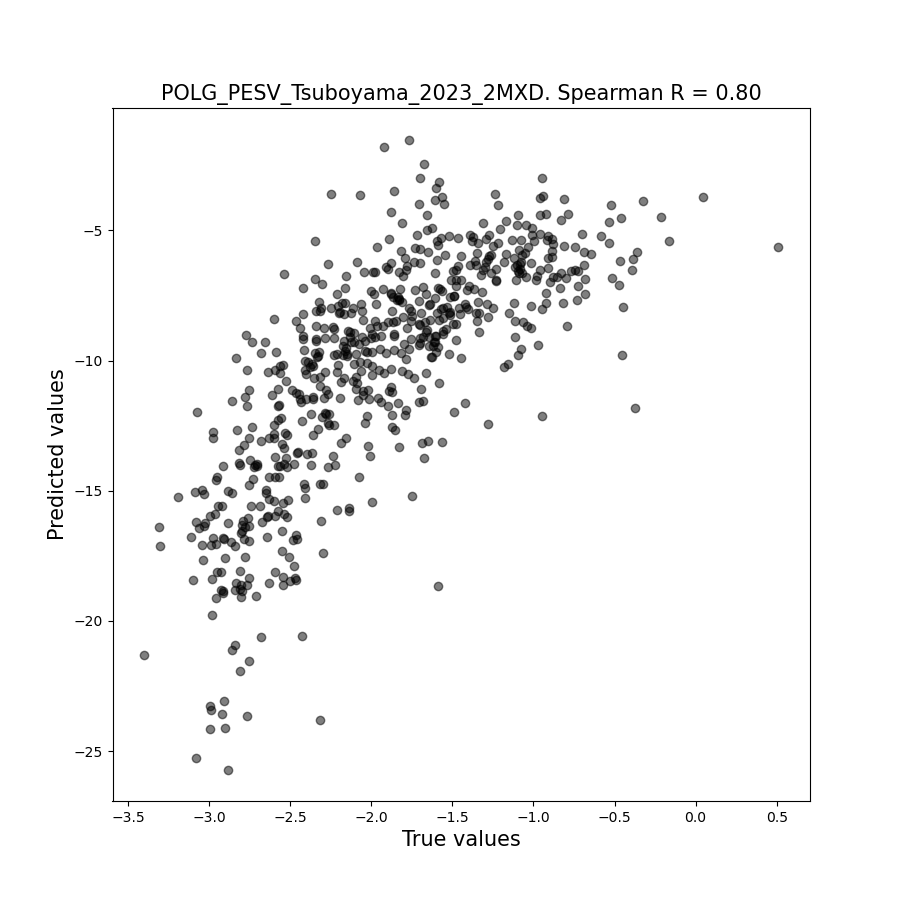 POLG_PESV_Tsuboyama_2023_2MXD. Spearman R = 0.80
Predicted values
−5
−10
−15
−20
−25
−3.5 −3.0 −2.5 −2.0 −1.5 −1.0 −0.5 0.0 0.5
True values